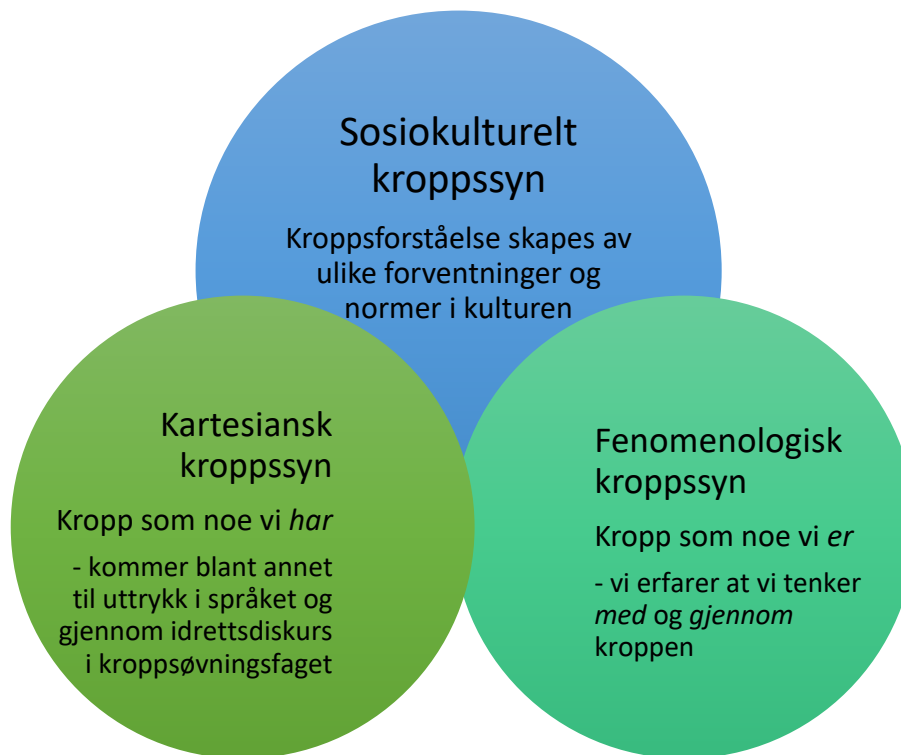 Sosiokulturelt
kroppssyn
Kroppsforståelse skapes av
ulike forventninger og
normer i kulturen
Kartesiansk
kroppssyn
Kropp som noe vi har
- kommer blant annet
til uttrykk i språket og
gjennom idrettsdiskurs
i kroppsøvningsfaget
Fenomenologisk
kroppssyn
Kropp som noe vi er
- vi erfarer at vi tenker
med og gjennom
kroppen